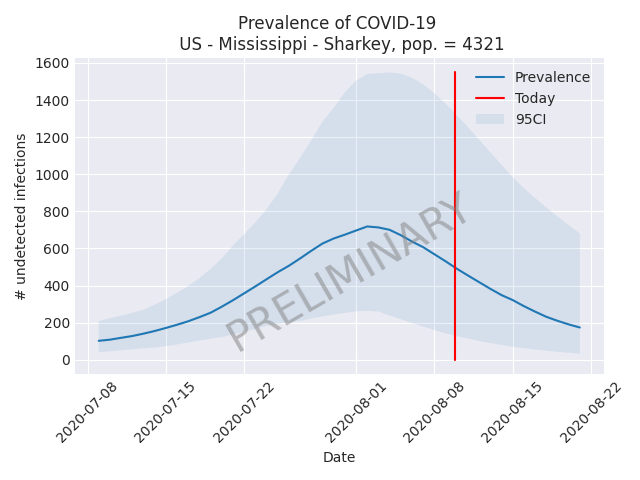 Prevalence of COVID-19
US - Mississippi - Sharkey, pop. = 4321
1600
1400
1200
1000
800
600
400
200
0
# undetected infections
Prevalence
Today
95CI
PRELIMINARY
2020-07-08
2020-07-15
2020-07-22
2020-08-01
2020-08-08
2020-08-15
2020-08-22
Date